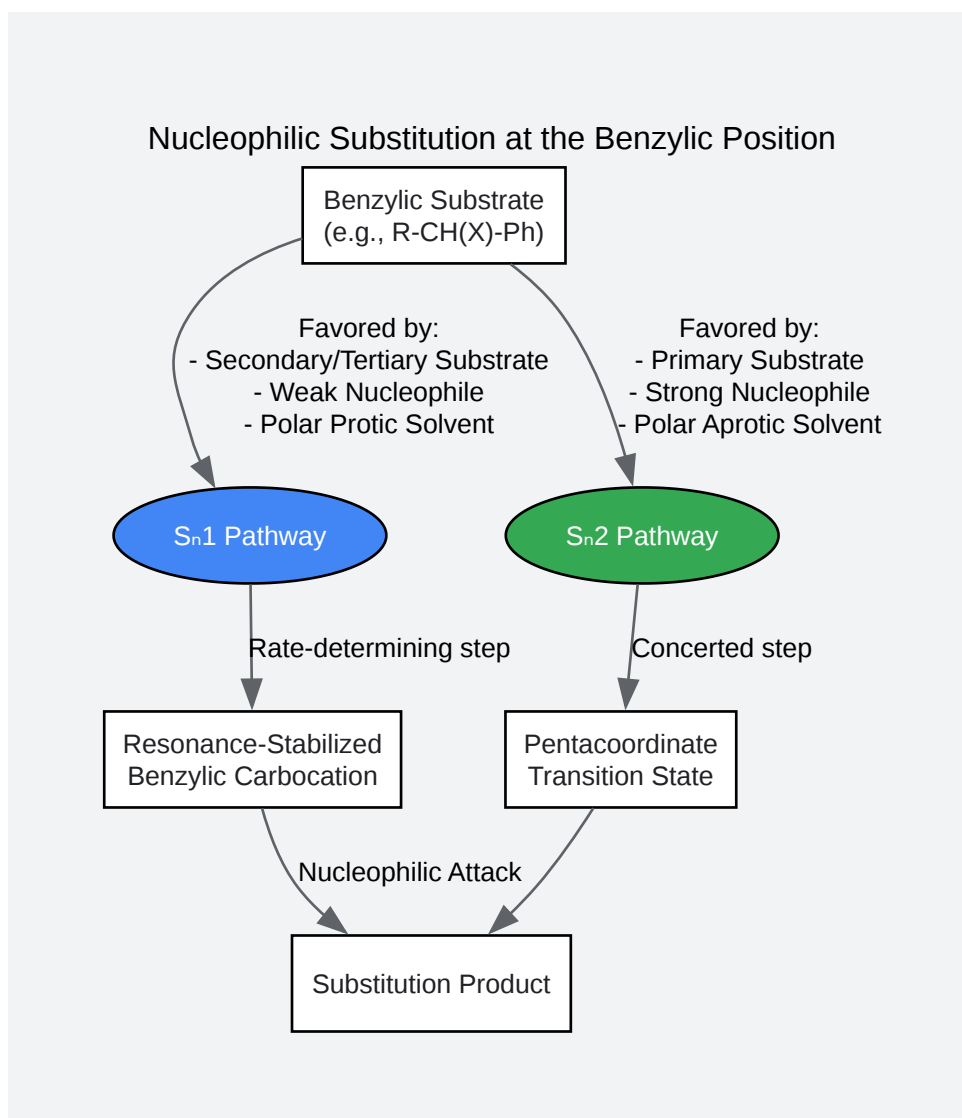 Nucleophilic Substitution at the Benzylic Position
Benzylic Substrate
(e.g., R-CH(X)-Ph)
Favored by:
- Secondary/Tertiary Substrate
- Weak Nucleophile
- Polar Protic Solvent
Favored by:
- Primary Substrate
- Strong Nucleophile
- Polar Aprotic Solvent
Sₙ1 Pathway
Sₙ2 Pathway
Rate-determining step
Concerted step
Resonance-Stabilized
Benzylic Carbocation
Pentacoordinate
Transition State
Nucleophilic Attack
Substitution Product